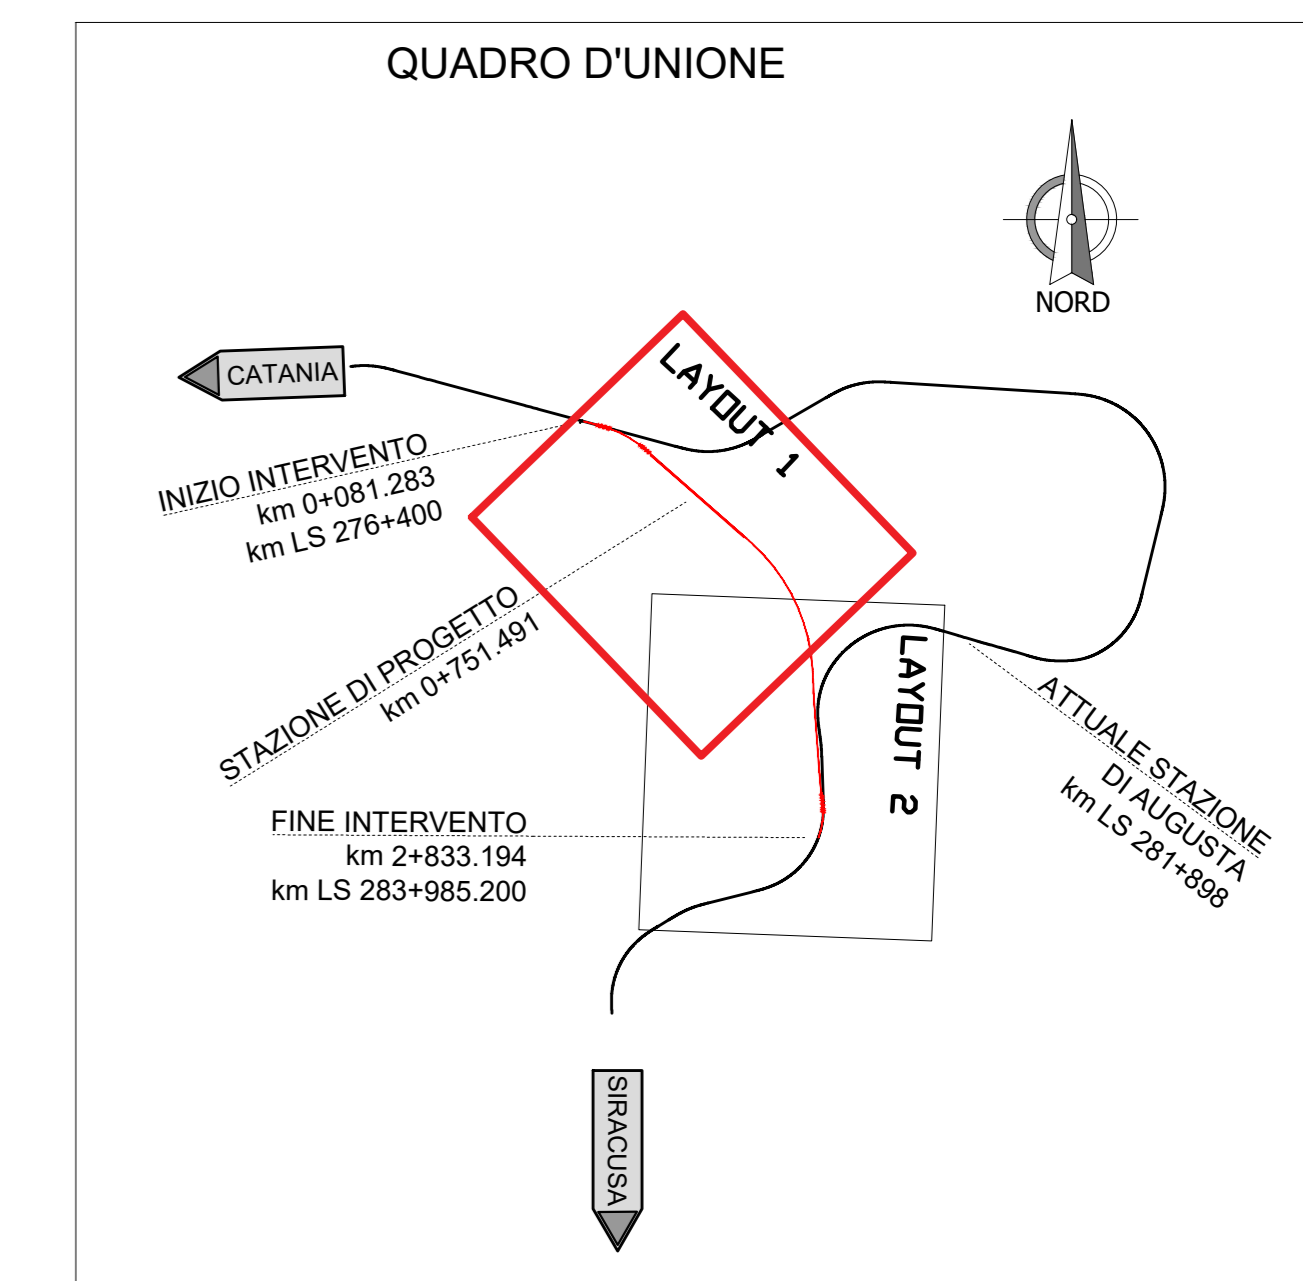 QUADRO D'UNIONE
NORD
CATANIA
LAYOUT 1
INIZIO INTERVENTO
km 0+081.283
km LS 276+400
STAZIONE DI PROGETTO
km 0+751.491
LAYOUT 2
ATTUALE STAZIONE
DI AUGUSTA
km LS 281+898
FINE INTERVENTO
km 2+833.194
km LS 283+985.200
SIRACUSA